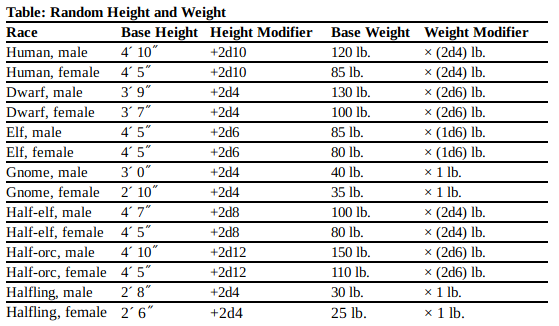 Table: Random Height and Weight
Race Base Height Height Modifier Base Weight Weight Modifier
Human, male 4´ 10˝ +2d10 120 lb. × (2d4) lb.
Human, female 4´ 5˝ +2d10 85 lb. × (2d4) lb.
Dwarf, male 3´ 9˝ +2d4 130 lb. × (2d6) lb.
Dwarf, female 3´ 7˝ +2d4 100 lb. × (2d6) lb.
Elf, male 4´ 5˝ +2d6 85 lb. × (1d6) lb.
Elf, female 4´ 5˝ +2d6 80 lb. × (1d6) lb.
Gnome, male 3´ 0˝ +2d4 40 lb. × 1 lb.
Gnome, female 2´ 10˝ +2d4 35 lb. × 1 lb.
Half-elf, male 4´ 7˝ +2d8 100 lb. × (2d4) lb.
Half-elf, female 4´ 5˝ +2d8 80 lb. × (2d4) lb.
Half-orc, male 4´ 10˝ +2d12 150 lb. × (2d6) lb.
Half-orc, female 4´ 5˝ +2d12 110 lb. × (2d6) lb.
Halfling, male 2´ 8˝ +2d4 30 lb. × 1 lb.
Halfling, female 2´ 6˝ +2d4 25 lb. × 1 lb.